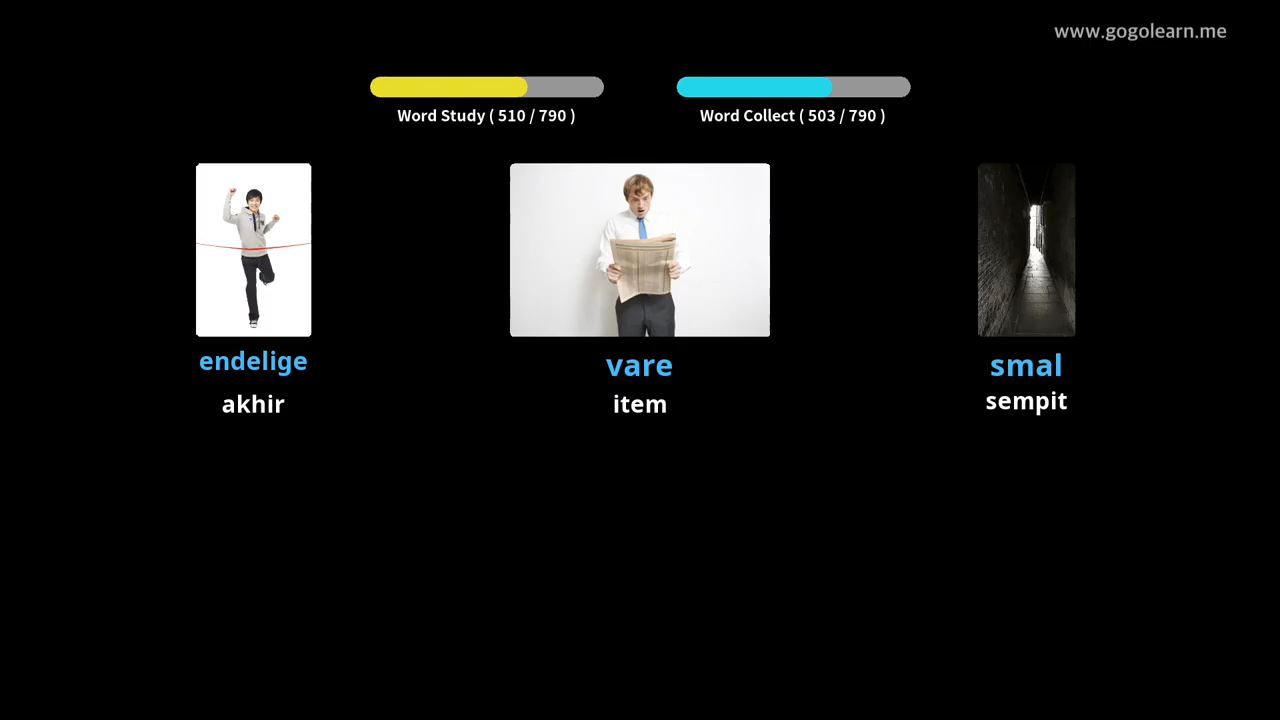 www.gogolearn.me
Word Study ( 510 / 790 )
Word Collect ( 503 / 790 )
endelige
vare
smal
akhir
item
sempit